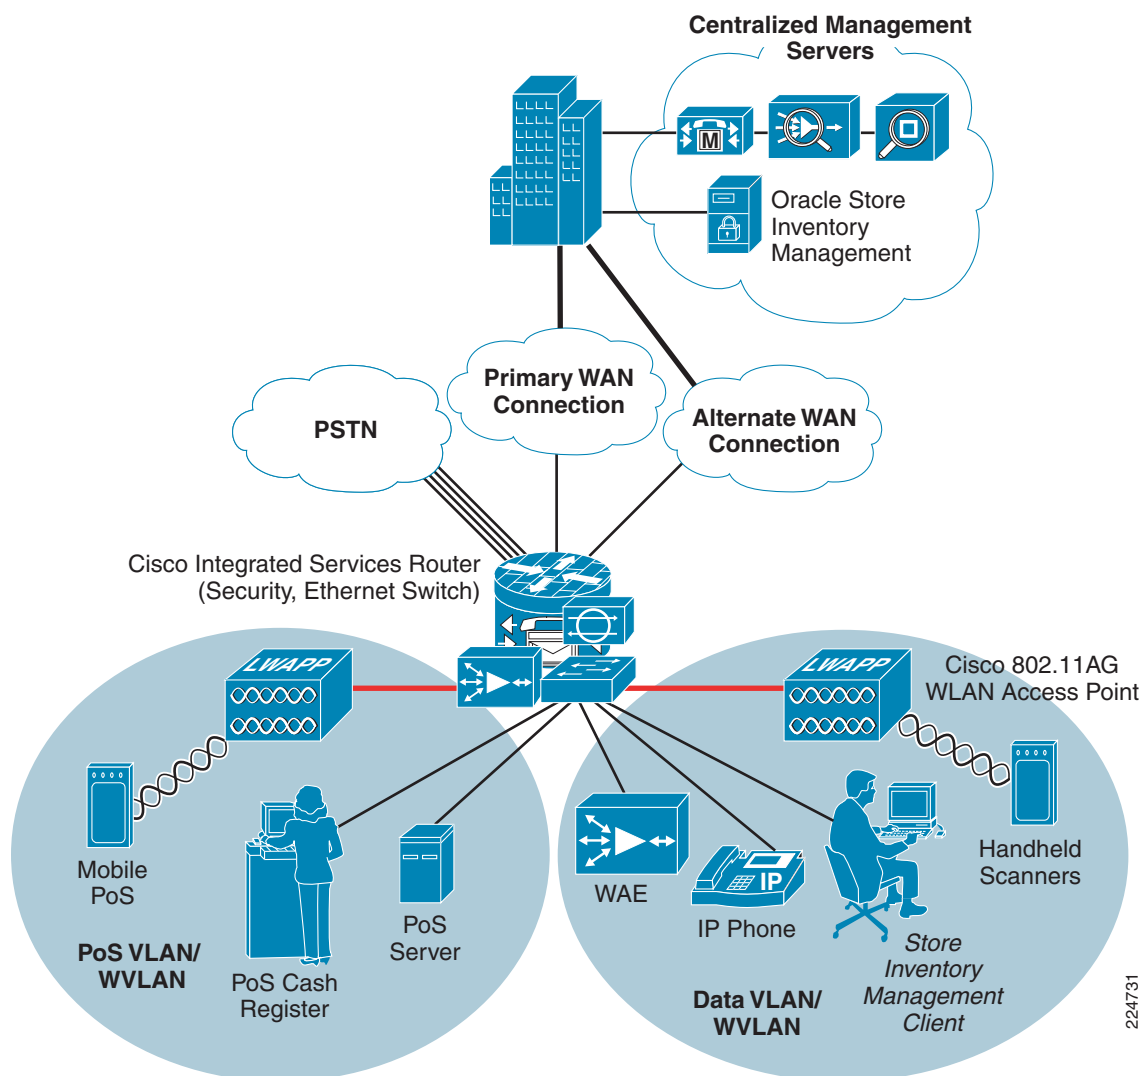 Centralized Management
Servers
M
Oracle Store
Inventory
Management
Primary WAN
Connection
PSTN
Alternate WAN
Connection
Cisco Integrated Services Router
(Security, Ethernet Switch)
LWAPP
LWAPP
Cisco 802.11AG
WLAN Access Point
Mobile
PoS
PoS VLAN/
WVLAN
PoS Cash
Register
PoS
Server
WAE
IP
IP Phone
Data VLAN/
WVLAN
Store
Inventory
Management
Client
Handheld
Scanners
224731